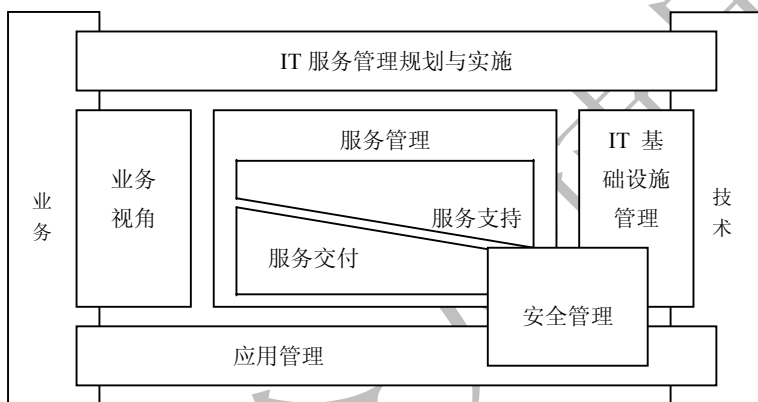 IT 服务管理规划与实施
服务管理
IT 基
础设施
管理
业务
视角
业
务
技
术
服务支持
服务交付
安全管理
应用管理